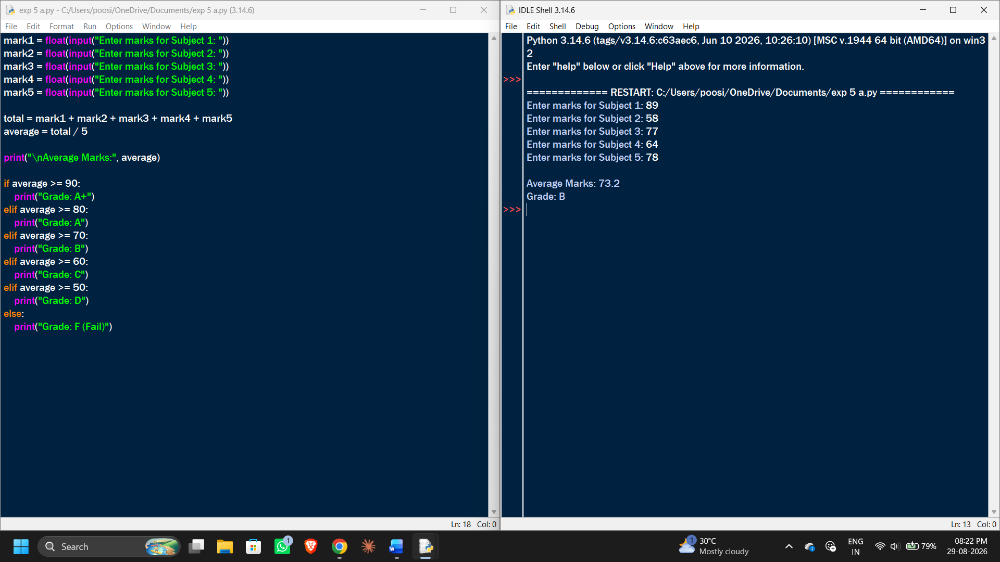 exp 5 a.py - C:/Users/poosi/OneDrive/Documents/exp 5 a.py (3.14.6)
File Edit Format Run Options Window Help
mark1 = float(input("Enter marks for Subject 1: "))
mark2 = float(input("Enter marks for Subject 2: "))
mark3 = float(input("Enter marks for Subject 3: "))
mark4 = float(input("Enter marks for Subject 4: "))
mark5 = float(input("Enter marks for Subject 5: "))
total = mark1 + mark2 + mark3 + mark4 + mark5
average = total / 5
print("\nAverage Marks:", average)
if average >= 90:
    print("Grade: A+")
elif average >= 80:
    print("Grade: A")
elif average >= 70:
    print("Grade: B")
elif average >= 60:
    print("Grade: C")
elif average >= 50:
    print("Grade: D")
else:
    print("Grade: F (Fail)")
Ln: 18 Col: 0
IDLE Shell 3.14.6
File Edit Shell Debug Options Window Help
Python 3.14.6 (tags/v3.14.6:c63aec6, Jun 10 2026, 10:26:10) [MSC v.1944 64 bit (AMD64)] on win3
2
Enter "help" below or click "Help" above for more information.
>>>
============= RESTART: C:/Users/poosi/OneDrive/Documents/exp 5 a.py ============
Enter marks for Subject 1: 89
Enter marks for Subject 2: 58
Enter marks for Subject 3: 77
Enter marks for Subject 4: 64
Enter marks for Subject 5: 78
Average Marks: 73.2
Grade: B
>>>
Ln: 13 Col: 0
Search
1
W
1
30°C
Mostly cloudy
ENG
IN
79%
08:22 PM
29-08-2026